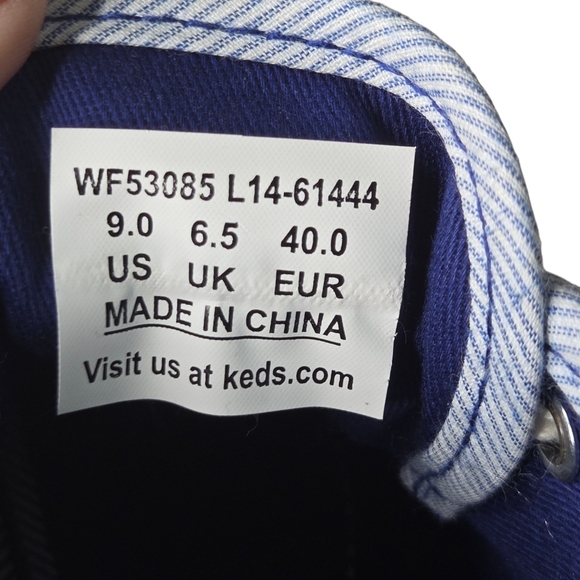 WF53085 L14-61444
9.0 6.5 40.0
US UK EUR
MADE IN CHINA
Visit us at keds.com